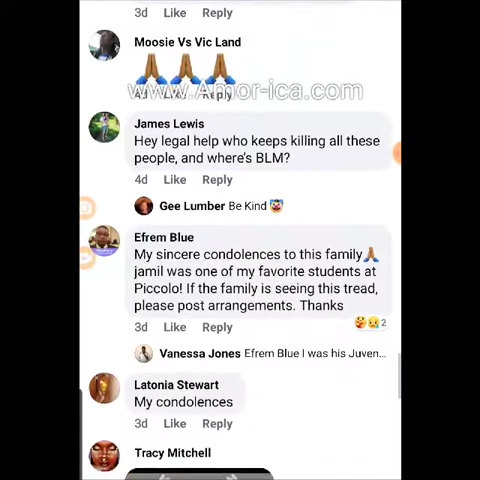 3d Like Reply
Moosie Vs Vic Land
🙏🏾🙏🏾🙏🏾
www.Amor-ica.com
4d Like Reply
James Lewis
Hey legal help who keeps killing all these
people, and where's BLM?
4d Like Reply
Gee Lumber Be Kind 🤡
Efrem Blue
My sincere condolences to this family🙏🏾
jamil was one of my favorite students at
Piccolo! If the family is seeing this tread,
please post arrangements. Thanks
3d Like Reply
2
Vanessa Jones Efrem Blue I was his Juven...
Latonia Stewart
My condolences
3d Like Reply
Tracy Mitchell